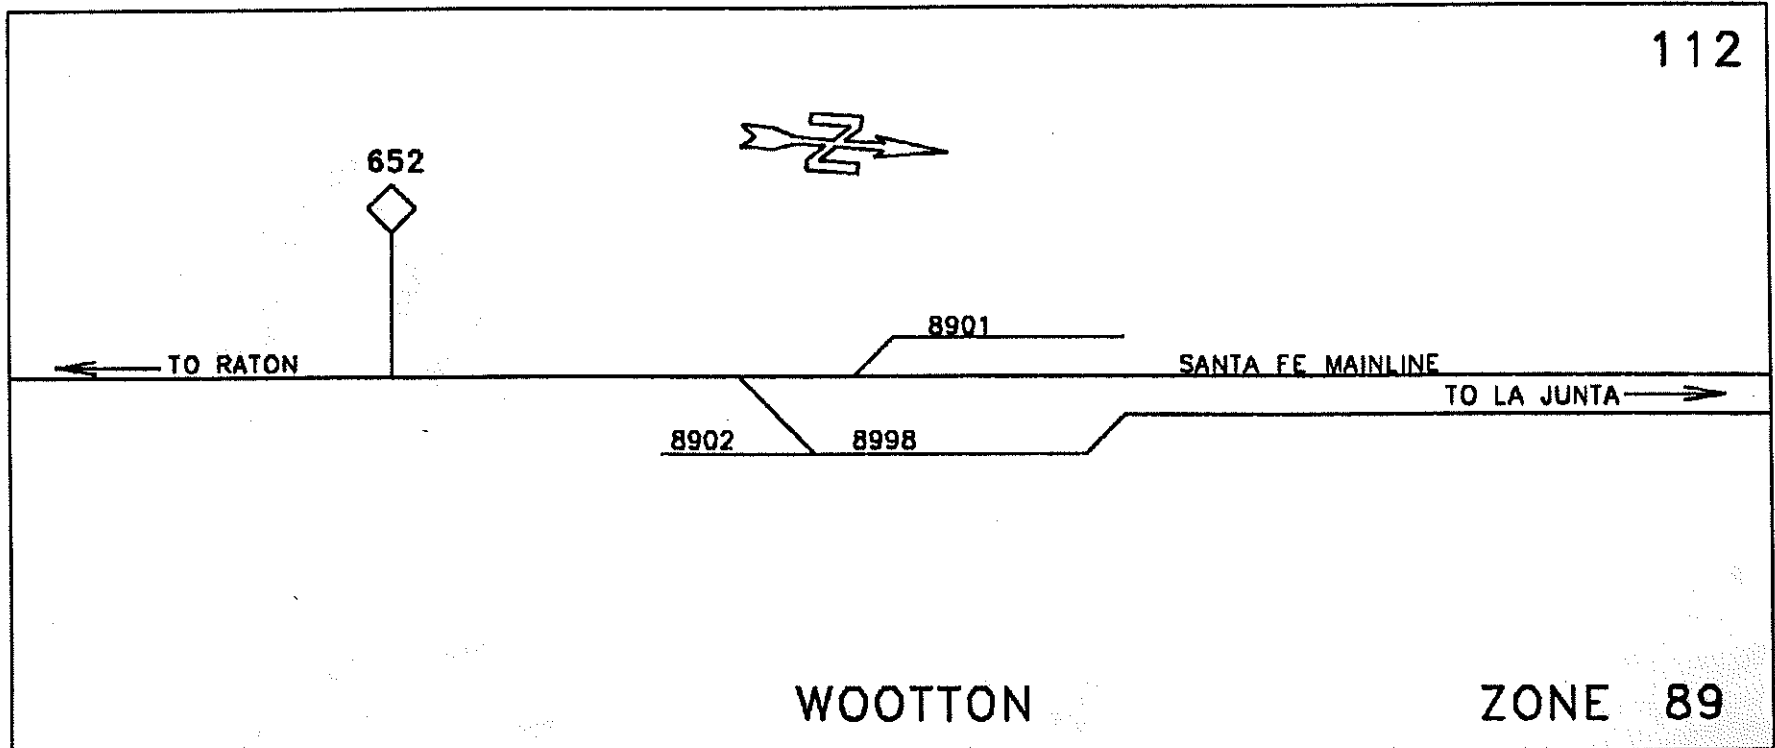 112
N
652
8901
TO RATON
SANTA FE MAINLINE
TO LA JUNTA
8902
8998
WOOTTON
ZONE 89